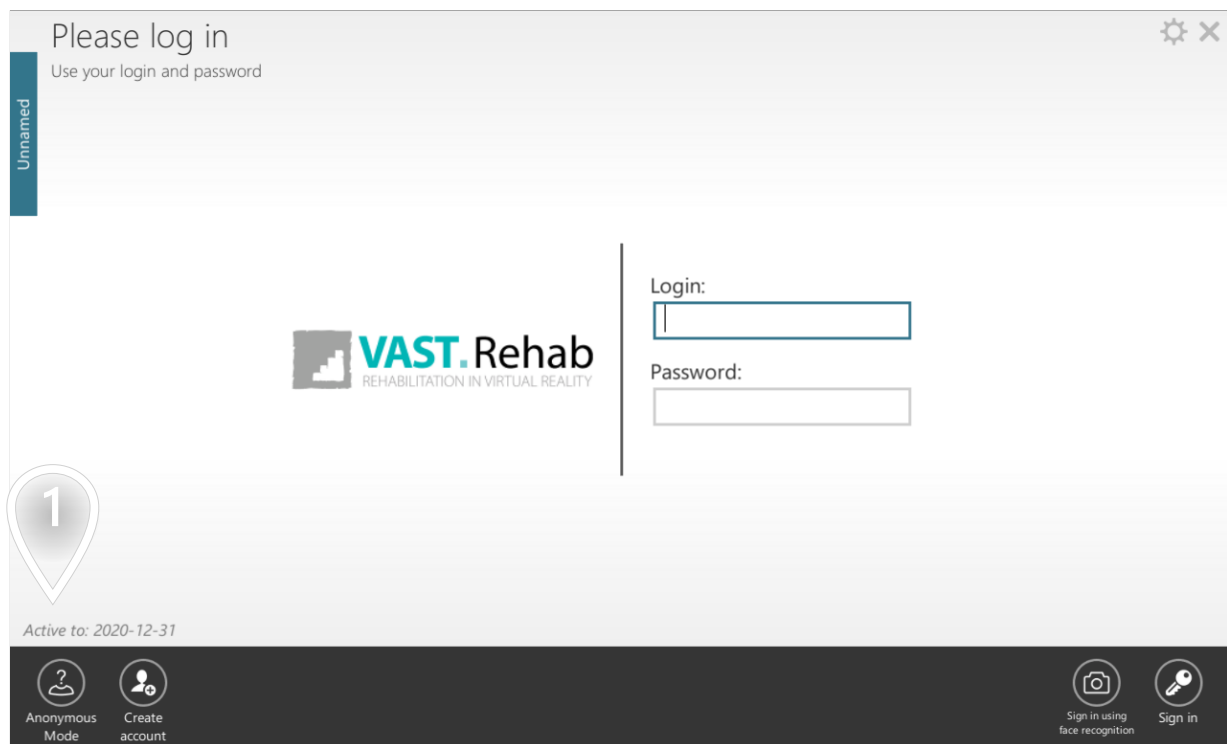 Please log in
Use your login and password
Unnamed
VAST.Rehab
REHABILITATION IN VIRTUAL REALITY
Login:
Password:
1
Active to: 2020-12-31
?
Anonymous
Mode
Create
account
Sign in using
face recognition
Sign in